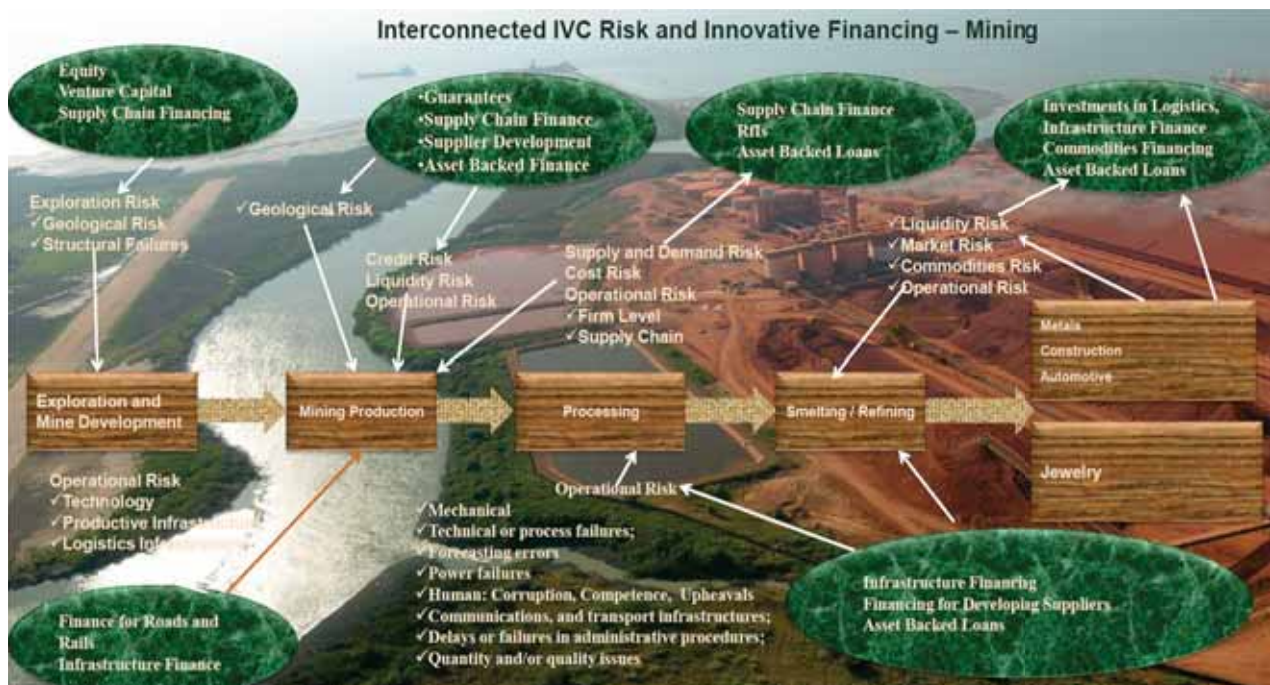 Interconnected IVC Risk and Innovative Financing – Mining
Equity
Venture Capital
Supply Chain Financing
•Guarantees
•Supply Chain Finance
•Supplier Development
•Asset Backed Finance
Supply Chain Finance
RfIs
Asset Backed Loans
Investments in Logistics,
Infrastructure Finance
Commodities Financing
Asset Backed Loans
Exploration Risk
✓Geological Risk
✓Structural Failures
✓Geological Risk
Credit Risk
Liquidity Risk
Operational Risk
Supply and Demand Risk
Cost Risk
Operational Risk
✓Firm Level
✓Supply Chain
✓Liquidity Risk
✓Market Risk
✓Commodities Risk
✓Operational Risk
Exploration and
Mine Development
Mining Production
Processing
Smelting / Refining
Metals
Construction
Automotive
Jewelry
Operational Risk
✓Technology
✓Productive
✓Logistics
Operational Risk
✓Mechanical
✓Technical or process failures;
✓Forecasting errors
✓Power failures
✓Human: Corruption, Competence, Upheavals
✓Communications, and transport infrastructures;
✓Delays or failures in administrative procedures;
✓Quantity and/or quality issues
Finance for Roads and
Rails
Infrastructure Finance
Infrastructure Financing
Financing for Developing Suppliers
Asset Backed Loans